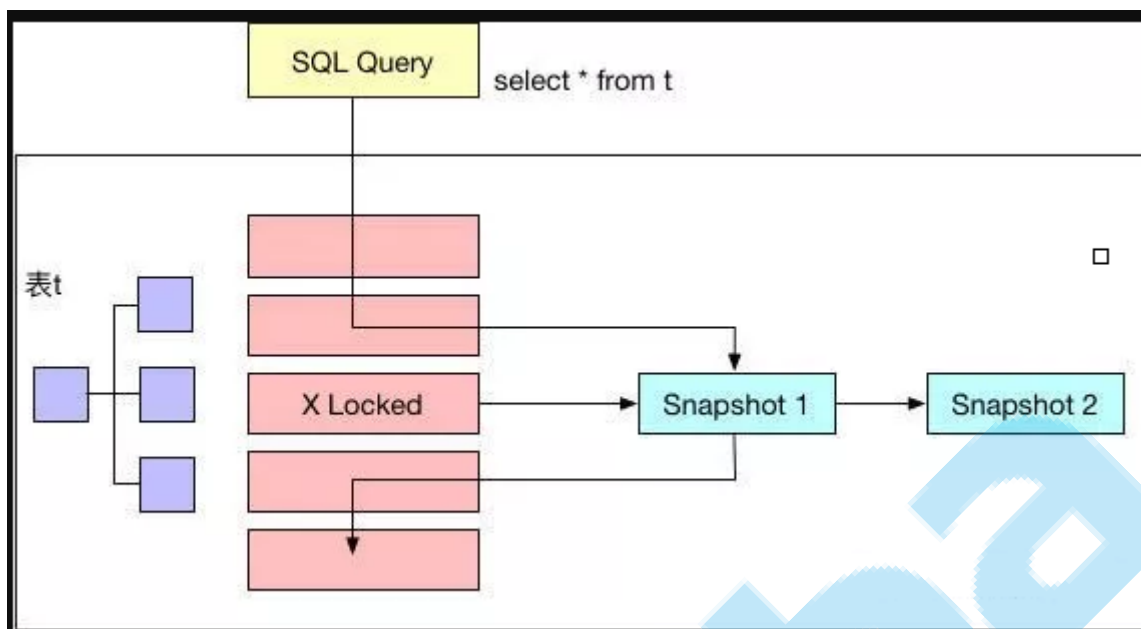 SQL Query
select * from t
表t
X Locked
Snapshot 1
Snapshot 2
a